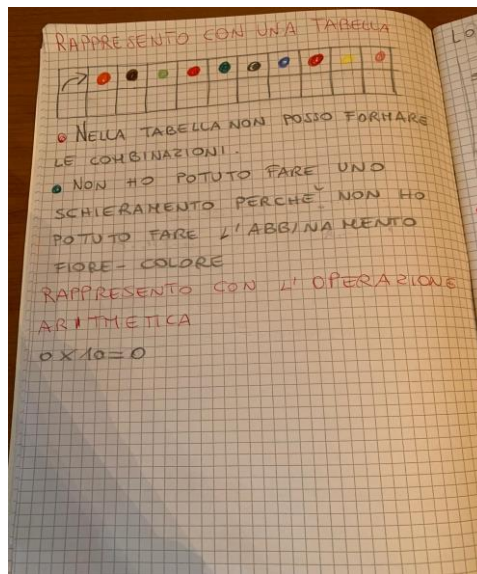 RAPPRESENTO CON UNA TABELLA
NELLA TABELLA NON POSSO FORMARE
LE COMBINAZIONI.
NON HO POTUTO FARE UNO
SCHIERAMENTO PERCHÈ NON HO
POTUTO FARE L'ABBINAMENTO
FIORE-COLORE
RAPPRESENTO CON L'OPERAZIONE
ARITMETICA
0×10=0
LO